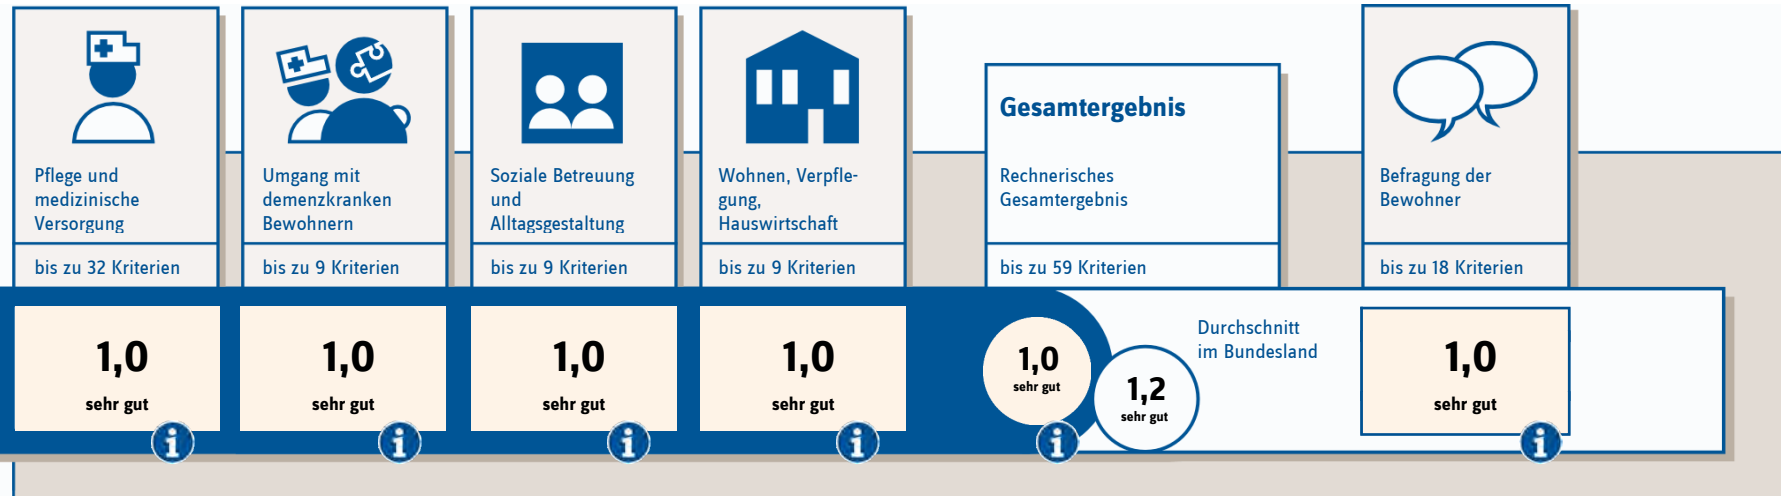 Pflege und
medizinische
Versorgung
bis zu 32 Kriterien
1,0
sehr gut
Umgang mit
demenzkranken
Bewohnern
bis zu 9 Kriterien
1,0
sehr gut
Soziale Betreuung
und
Alltagsgestaltung
bis zu 9 Kriterien
1,0
sehr gut
Wohnen, Verpfle-
gung,
Hauswirtschaft
bis zu 9 Kriterien
1,0
sehr gut
Gesamtergebnis
Rechnerisches
Gesamtergebnis
bis zu 59 Kriterien
1,0
sehr gut
1,2
sehr gut
Durchschnitt
im Bundesland
Befragung der
Bewohner
bis zu 18 Kriterien
1,0
sehr gut